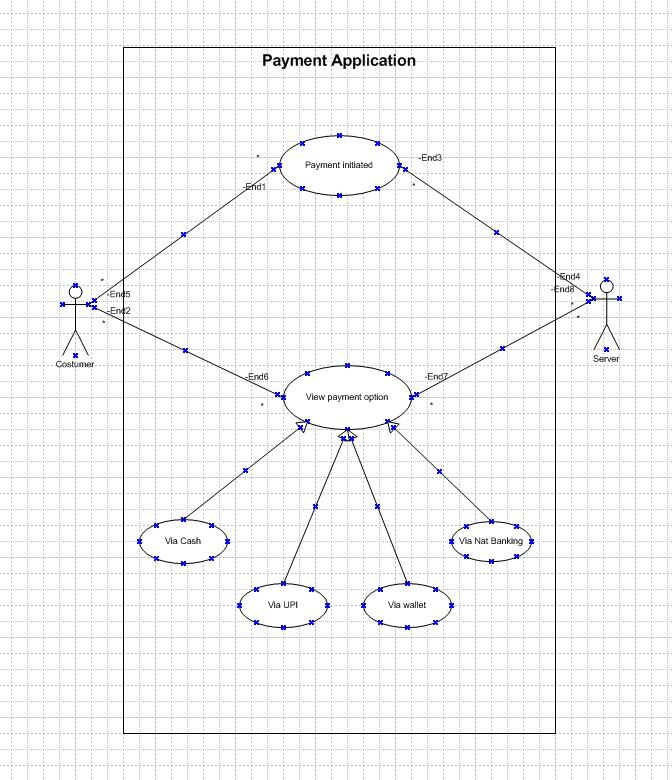 Payment Application
*
Payment initiated
-End3
-End1
*
*
-End4
-End5
-End8
*
-End2
*
*
Costumer
Server
-End6
-End7
*
*
View payment option
Via Cash
Via Nat Banking
Via UPI
Via wallet